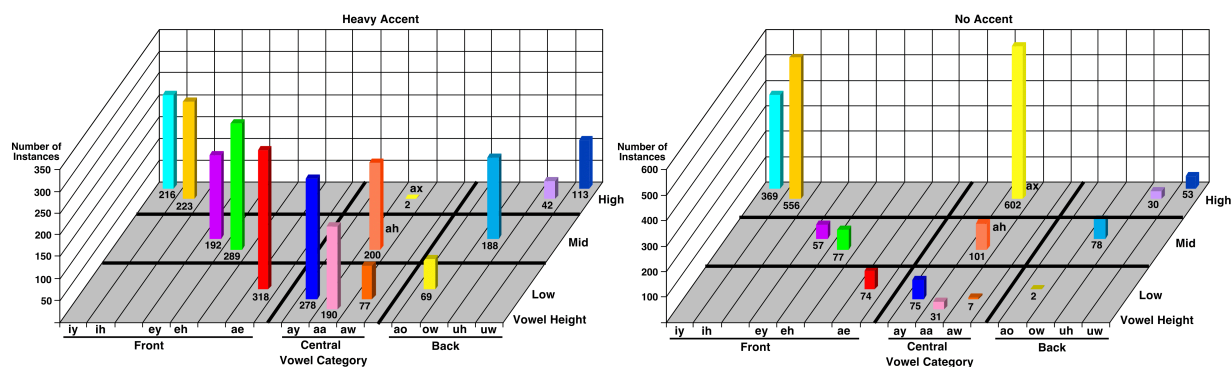 Heavy Accent
Number of
Instances
350
300
250
200
150
100
50
216
223
192
289
318
278
190
77
200
ah
ax
2
69
188
42
113
High
Mid
Low
Vowel Height
iy ih ey eh ae ay aa aw ao ow uh uw
Front Central Back
Vowel Category
No Accent
Number of
Instances
600
500
400
300
200
100
369
556
57
77
74
75
31
7
101
ah
ax
602
2
78
30
53
High
Mid
Low
Vowel Height
iy ih ey eh ae ay aa aw ao ow uh uw
Front Central Back
Vowel Category